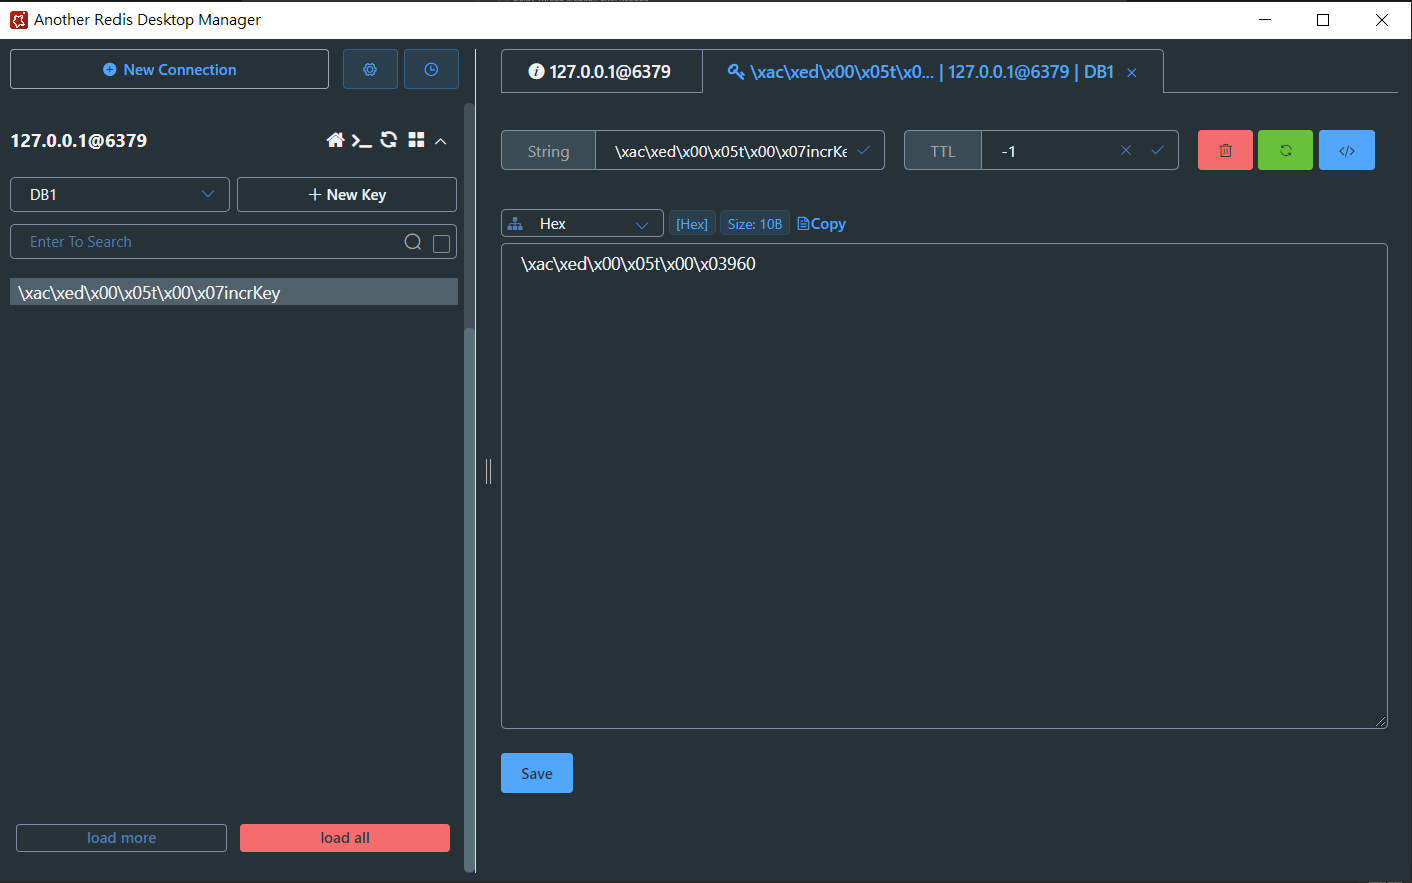 Another Redis Desktop Manager
New Connection
127.0.0.1@6379
DB1
New Key
Enter To Search
\xac\xed\x00\x05t\x00\x07incrKey
load more
load all
127.0.0.1@6379
\xac\xed\x00\x05t\x0... | 127.0.0.1@6379 | DB1
String
\xac\xed\x00\x05t\x00\x07incrKe
TTL
-1
Hex
[Hex]
Size: 10B
Copy
\xac\xed\x00\x05t\x00\x03960
Save